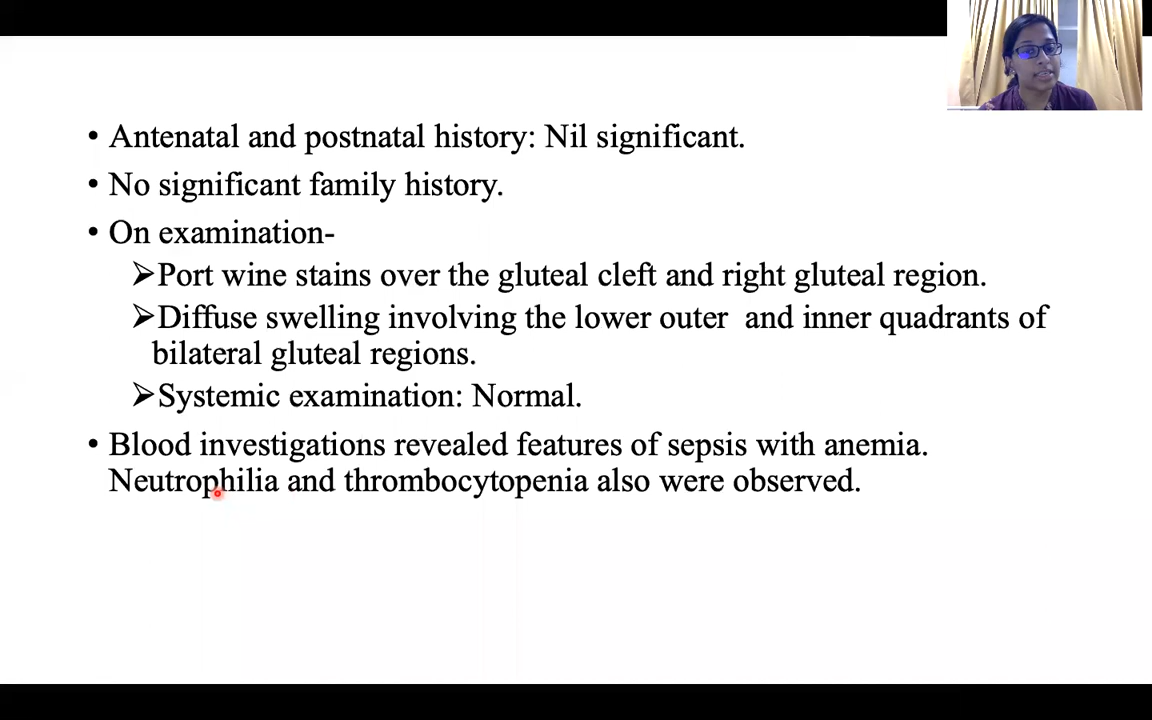 • Antenatal and postnatal history: Nil significant.
• No significant family history.
• On examination-
➢Port wine stains over the gluteal cleft and right gluteal region.
➢Diffuse swelling involving the lower outer and inner quadrants of
bilateral gluteal regions.
➢Systemic examination: Normal.
• Blood investigations revealed features of sepsis with anemia.
Neutrophilia and thrombocytopenia also were observed.